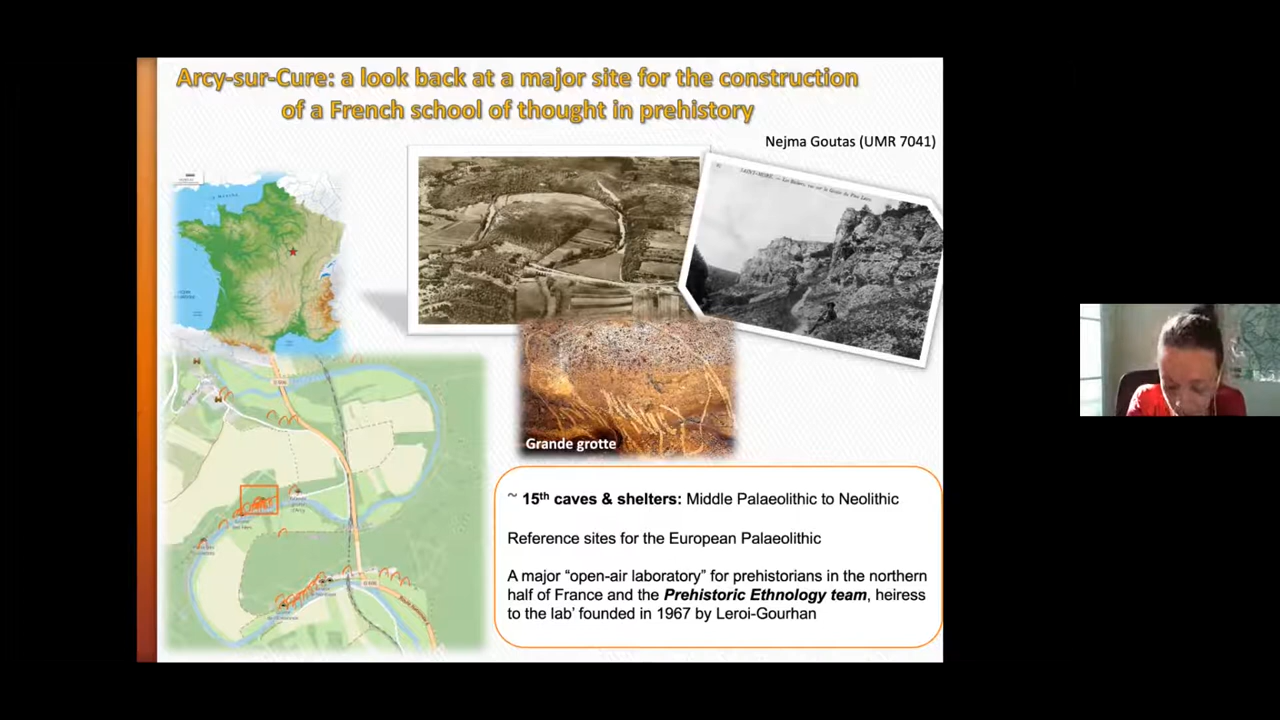 Arcy-sur-Cure: a look back at a major site for the construction
of a French school of thought in prehistory
Nejma Goutas (UMR 7041)
Grande grotte
~ 15th caves & shelters: Middle Palaeolithic to Neolithic
Reference sites for the European Palaeolithic
A major “open-air laboratory” for prehistorians in the northern
half of France and the Prehistoric Ethnology team, heiress
to the lab’ founded in 1967 by Leroi-Gourhan